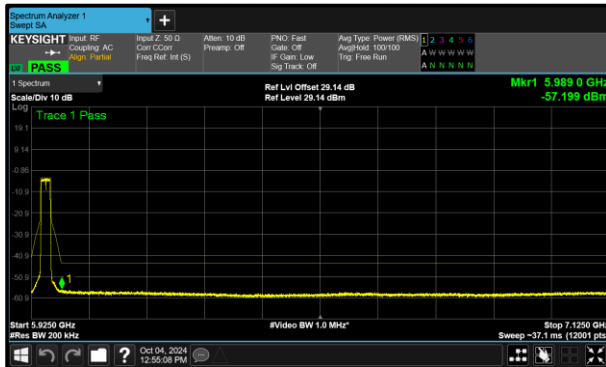 Spectrum Analyzer 1
Swept SA
KEYSIGHT Input: RF Input Z: 50 Ω Atten: 10 dB PNO: Fast Avg Type: Power (RMS) 1 2 3 4 5 6
Coupling: AC Corr CCorr Preamp: Off Gate: Off Avg|Hold: 100/100 A W W W W W
Align: Partial Freq Ref: Int (S) IF Gain: Low Trig: Free Run
LXI PASS Sig Track: Off A N N N N N
1 Spectrum Ref Lvl Offset 29.14 dB Mkr1 5.989 0 GHz
Scale/Div 10 dB Ref Level 29.14 dBm -57.199 dBm
Log
Trace 1 Pass
19.1
9.14
-0.86
-10.9
-20.9
-30.9
-40.9
-50.9
1
-60.9
Start 5.9250 GHz #Video BW 1.0 MHz* Stop 7.1250 GHz
#Res BW 200 kHz Sweep ~37.1 ms (12001 pts)
? Oct 04, 2024
12:55:08 PM